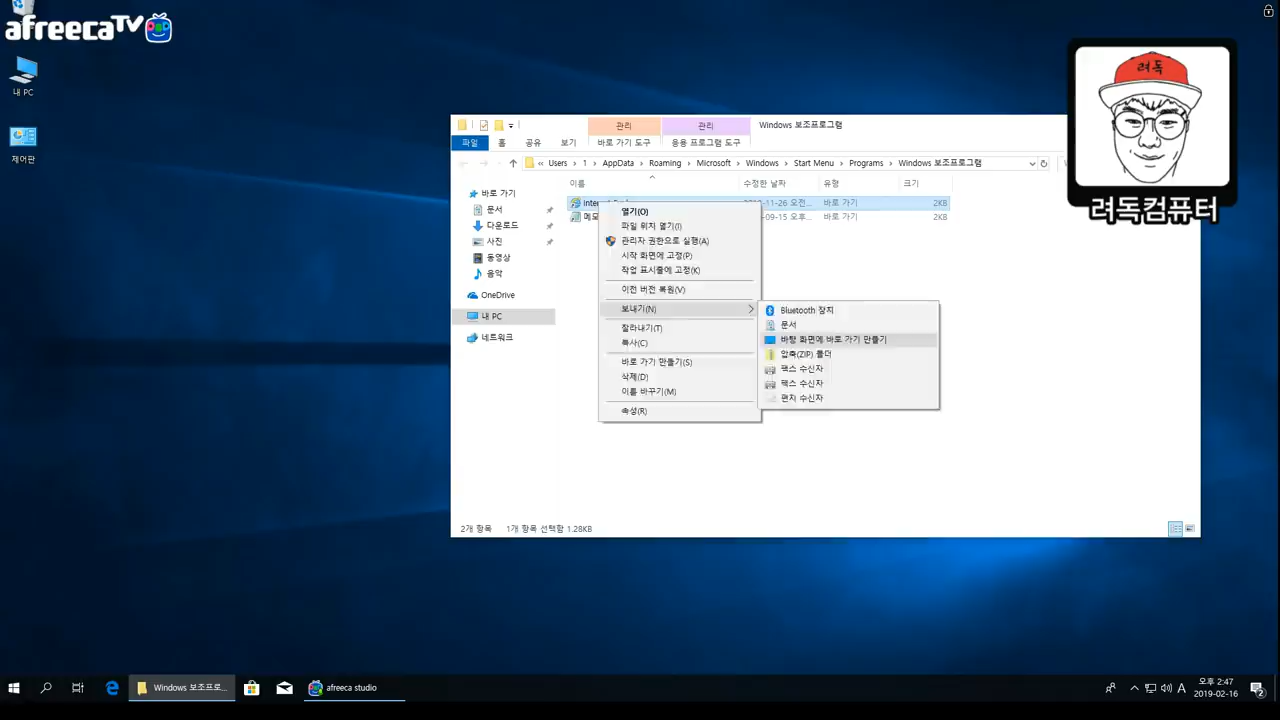 afreecaTV
내 PC
제어판
려독
려독컴퓨터
관리
관리
Windows 보조프로그램
파일
홈
공유
보기
바로 가기 도구
응용 프로그램 도구
« Users > 1 > AppData > Roaming > Microsoft > Windows > Start Menu > Programs > Windows 보조프로그램
이름
수정한 날짜
유형
크기
바로 가기
2KB
바로 가기
2KB
바로 가기
문서
다운로드
사진
동영상
음악
OneDrive
내 PC
네트워크
열기(O)
파일 위치 열기(I)
관리자 권한으로 실행(A)
시작 화면에 고정(P)
작업 표시줄에 고정(K)
이전 버전 복원(V)
보내기(N)
잘라내기(T)
복사(C)
바로 가기 만들기(S)
삭제(D)
이름 바꾸기(M)
속성(R)
Bluetooth 장치
문서
바탕 화면에 바로 가기 만들기
압축(ZIP) 폴더
팩스 수신자
팩스 수신자
편지 수신자
2개 항목
1개 항목 선택함 1.28KB
Windows 보조프로...
afreeca studio
A
오후 2:47
2019-02-16
2